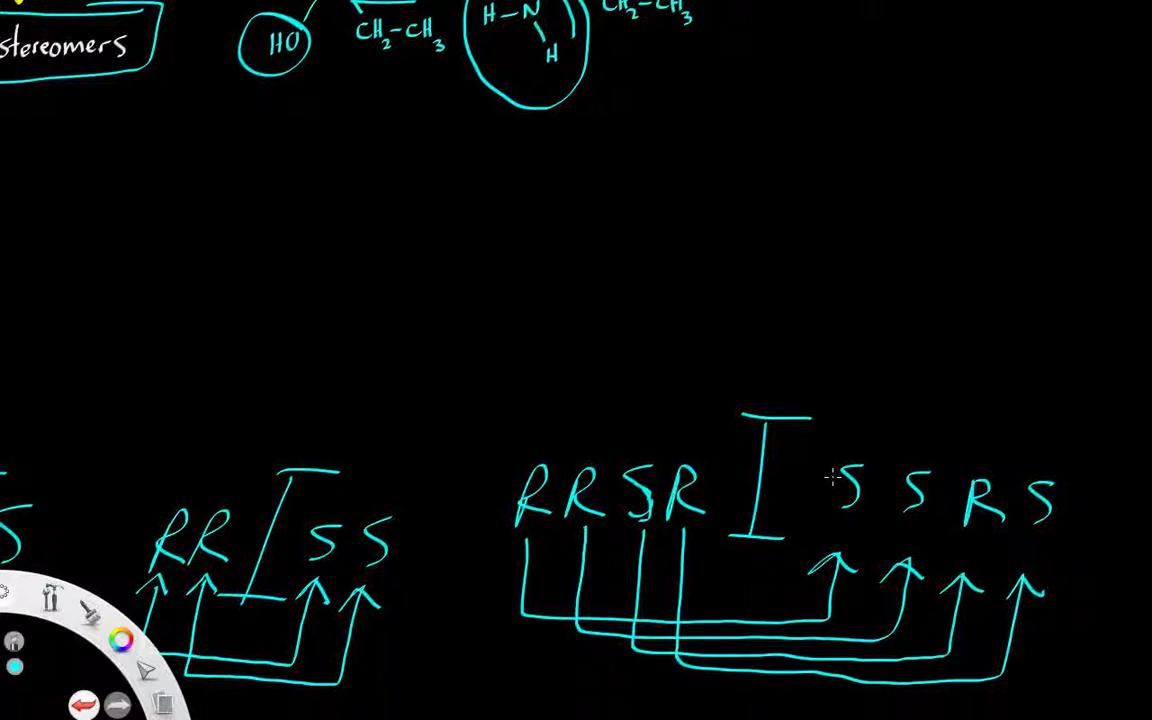 stereomers
HO
CH2-CH3
H-N
H
CH2-CH3
S
RR I SS
RRSR I SSRS